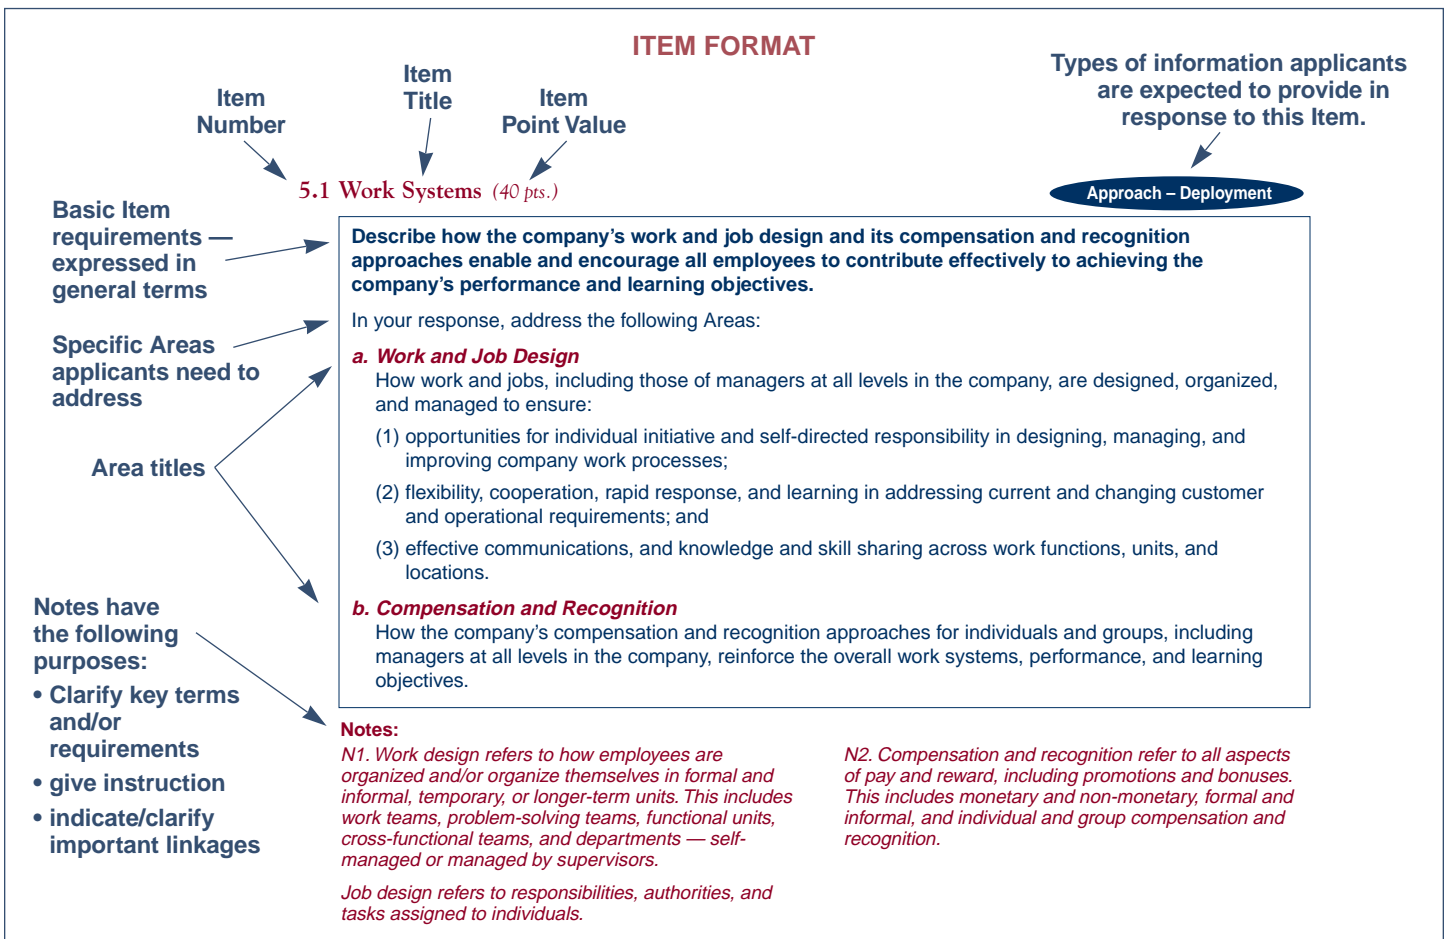 ITEM FORMAT
Item
Number
Item
Title
Item
Point Value
Types of information applicants
are expected to provide in
response to this Item.
5.1 Work Systems (40 pts.)
Approach – Deployment
Basic Item
requirements —
expressed in
general terms
Specific Areas
applicants need to
address
Area titles
Notes have
the following
purposes:
• Clarify key terms
and/or
requirements
• give instruction
• indicate/clarify
important linkages
Describe how the company’s work and job design and its compensation and recognition
approaches enable and encourage all employees to contribute effectively to achieving the
company’s performance and learning objectives.
In your response, address the following Areas:
a. Work and Job Design
How work and jobs, including those of managers at all levels in the company, are designed, organized,
and managed to ensure:
(1) opportunities for individual initiative and self-directed responsibility in designing, managing, and
improving company work processes;
(2) flexibility, cooperation, rapid response, and learning in addressing current and changing customer
and operational requirements; and
(3) effective communications, and knowledge and skill sharing across work functions, units, and
locations.
b. Compensation and Recognition
How the company’s compensation and recognition approaches for individuals and groups, including
managers at all levels in the company, reinforce the overall work systems, performance, and learning
objectives.
Notes:
N1. Work design refers to how employees are
organized and/or organize themselves in formal and
informal, temporary, or longer-term units. This includes
work teams, problem-solving teams, functional units,
cross-functional teams, and departments — self-
managed or managed by supervisors.
Job design refers to responsibilities, authorities, and
tasks assigned to individuals.
N2. Compensation and recognition refer to all aspects
of pay and reward, including promotions and bonuses.
This includes monetary and non-monetary, formal and
informal, and individual and group compensation and
recognition.